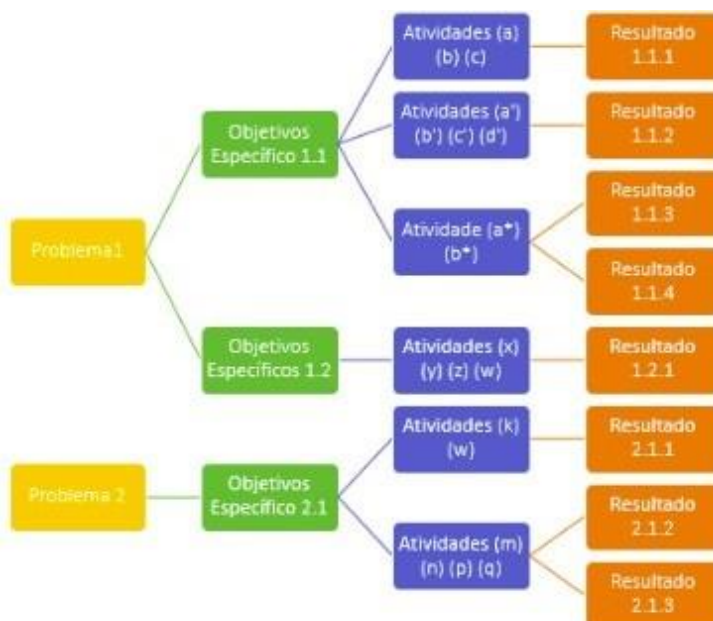 Atividades (a)
(b) (c)
Resultado
1.1.1
Objetivos
Específico 1.1
Atividades (a')
(b') (c') (d')
Resultado
1.1.2
Problema1
Atividade (a*)
(b*)
Resultado
1.1.3
Resultado
1.1.4
Objetivos
Específicos 1.2
Atividades (x)
(y) (z) (w)
Resultado
1.2.1
Problema 2
Objetivos
Específico 2.1
Atividades (k)
(w)
Resultado
2.1.1
Atividades (m)
(n) (p) (q)
Resultado
2.1.2
Resultado
2.1.3